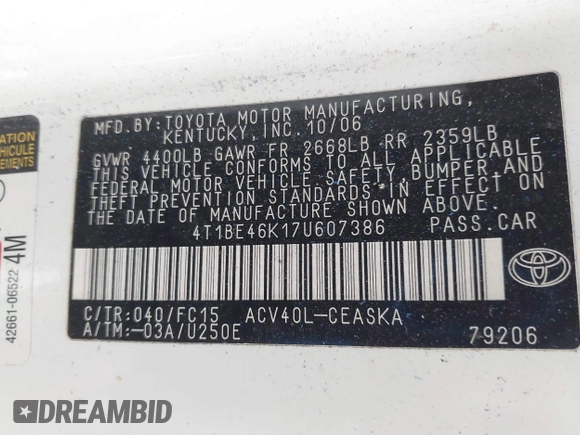 MFD. BY: TOYOTA MOTOR MANUFACTURING,
KENTUCKY, INC. 10/06
GVWR 4400LB GAWR FR 2668LB RR 2359LB
THIS VEHICLE CONFORMS TO ALL APPLICABLE
FEDERAL MOTOR VEHICLE SAFETY, BUMPER, AND
THEFT PREVENTION STANDARDS IN EFFECT ON
THE DATE OF MANUFACTURE SHOWN ABOVE.
4T1BE46K17U607386 PASS. CAR
C/TR: 040/FC15 ACV40L-CEASKA
A/TM: -03A/U250E
79206
TOYOTA
42661-06522 4M
DREAMBID